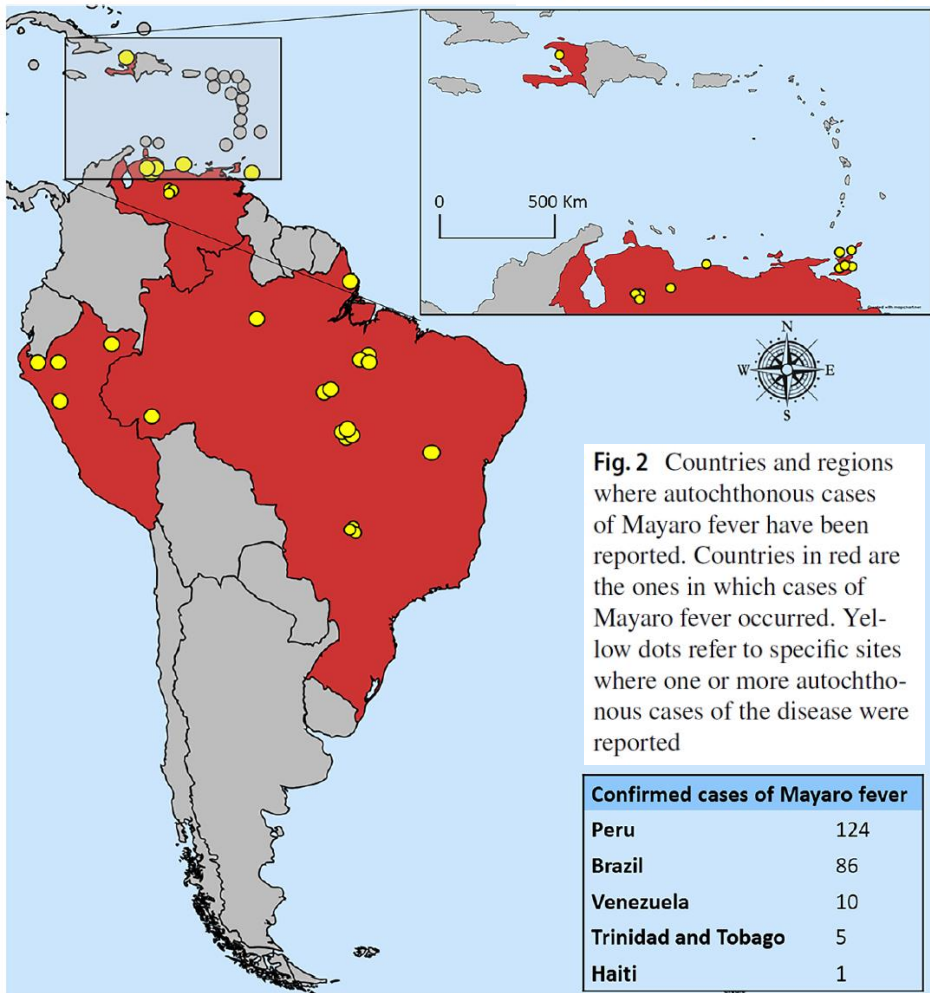 0
500 Km
N
W
E
S
Fig. 2 Countries and regions
where autochthonous cases
of Mayaro fever have been
reported. Countries in red are
the ones in which cases of
Mayaro fever occurred. Yel-
low dots refer to specific sites
where one or more autochtho-
nous cases of the disease were
reported
Confirmed cases of Mayaro fever
Peru 124
Brazil 86
Venezuela 10
Trinidad and Tobago 5
Haiti 1